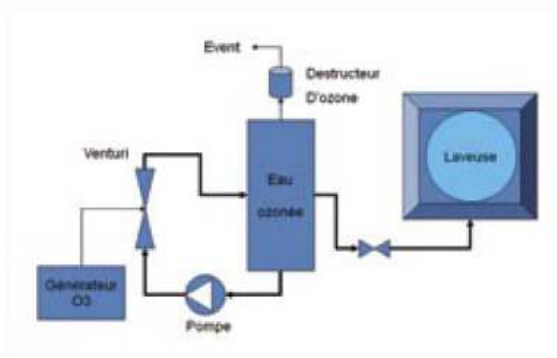 Event
Destructeur
D'ozone
Venturi
Laveuse
Eau
ozonée
Générateur
O3
Pompe